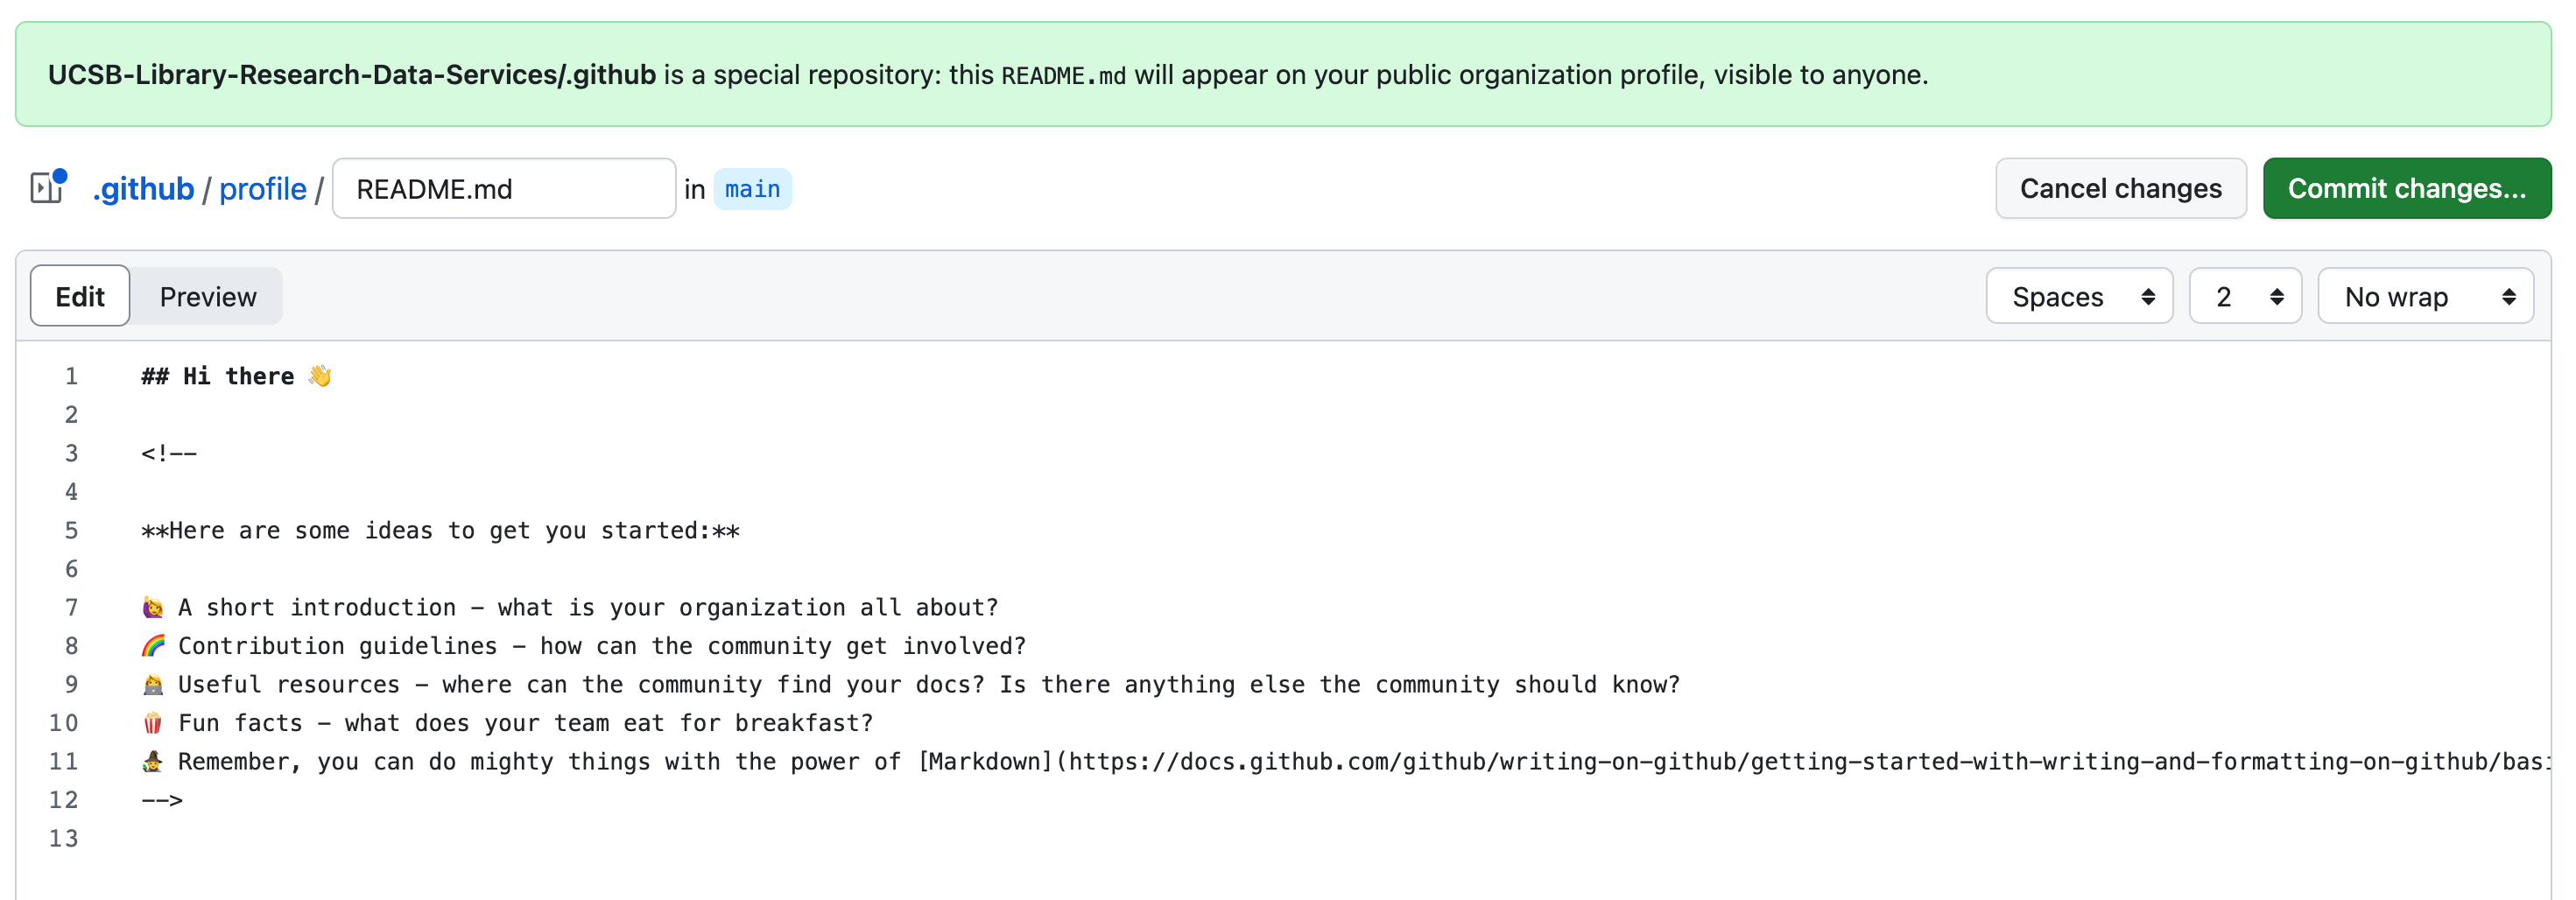 UCSB-Library-Research-Data-Services/.github is a special repository: this README.md will appear on your public organization profile, visible to anyone.
.github / profile / README.md in main
Cancel changes
Commit changes...
Edit
Preview
Spaces
2
No wrap
1 ## Hi there 👋
2
3 <!--
4
5 **Here are some ideas to get you started:**
6
7 🙋‍♀️ A short introduction - what is your organization all about?
8 🌈 Contribution guidelines - how can the community get involved?
9 👩‍💻 Useful resources - where can the community find your docs? Is there anything else the community should know?
10 🍿 Fun facts - what does your team eat for breakfast?
11 🧙 Remember, you can do mighty things with the power of [Markdown](https://docs.github.com/github/writing-on-github/getting-started-with-writing-and-formatting-on-github/basi
12 -->
13